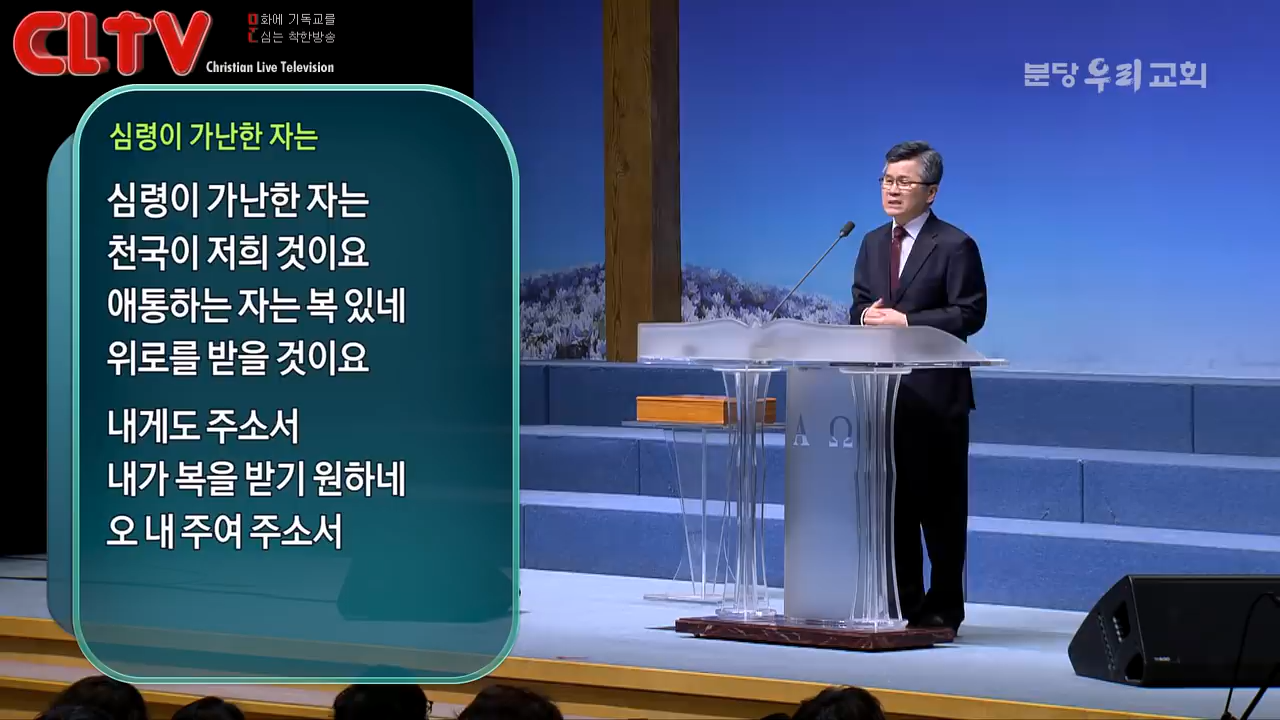 CLTV
문화에 기독교를
심는 착한방송
Christian Live Television
분당우리교회
심령이 가난한 자는
심령이 가난한 자는
천국이 저희 것이요
애통하는 자는 복 있네
위로를 받을 것이요
내게도 주소서
내가 복을 받기 원하네
오 내 주여 주소서
Α Ω